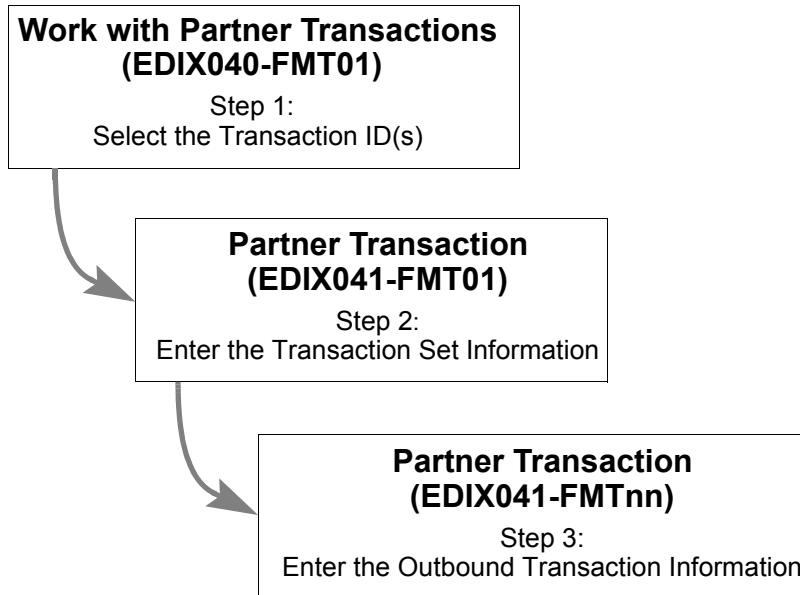 Work with Partner Transactions
(EDIX040-FMT01)
Step 1:
Select the Transaction ID(s)
Partner Transaction
(EDIX041-FMT01)
Step 2:
Enter the Transaction Set Information
Partner Transaction
(EDIX041-FMTnn)
Step 3:
Enter the Outbound Transaction Information